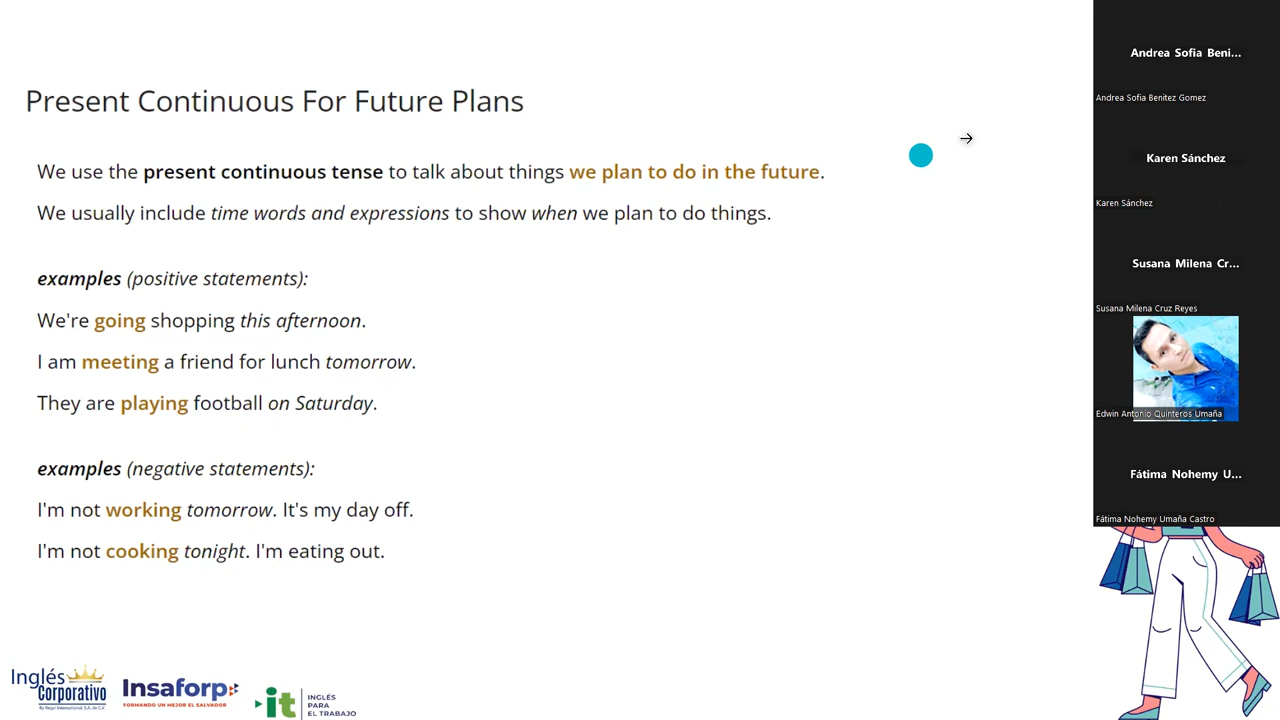 Present Continuous For Future Plans
We use the present continuous tense to talk about things we plan to do in the future.
We usually include time words and expressions to show when we plan to do things.
examples (positive statements):
We're going shopping this afternoon.
I am meeting a friend for lunch tomorrow.
They are playing football on Saturday.
examples (negative statements):
I'm not working tomorrow. It's my day off.
I'm not cooking tonight. I'm eating out.
Inglés
Corporativo
By Regal International, S.A. de C.V.
Insaforp
FORMANDO UN MEJOR EL SALVADOR
it
INGLÉS
PARA
EL TRABAJO
Andrea Sofia Beni...
Andrea Sofia Benitez Gomez
Karen Sánchez
Karen Sánchez
Susana Milena Cr...
Susana Milena Cruz Reyes
Edwin Antonio Quinteros Umaña
Fátima Nohemy U...
Fátima Nohemy Umaña Castro